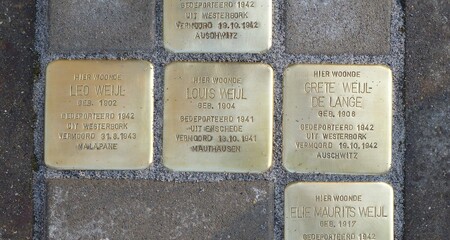 GEDEPORTEERD 1942
UIT WESTERBORK
VERMOORD 19.10.1942
AUSCHWITZ
HIER WOONDE
LEO WEIJL
GEB. 1902
GEDEPORTEERD 1942
UIT WESTERBORK
VERMOORD 31.3.1943
MALAPANE
HIER WOONDE
LOUIS WEIJL
GEB. 1904
GEDEPORTEERD 1941
UIT ENSCHEDE
VERMOORD 13.10.1941
MAUTHAUSEN
HIER WOONDE
GRETE WEIJL-
DE LANGE
GEB. 1908
GEDEPORTEERD 1942
UIT WESTERBORK
VERMOORD 19.10.1942
AUSCHWITZ
HIER WOONDE
ELIE MAURITS WEIJL
GEB. 1917
GEDEPORTEERD 1942